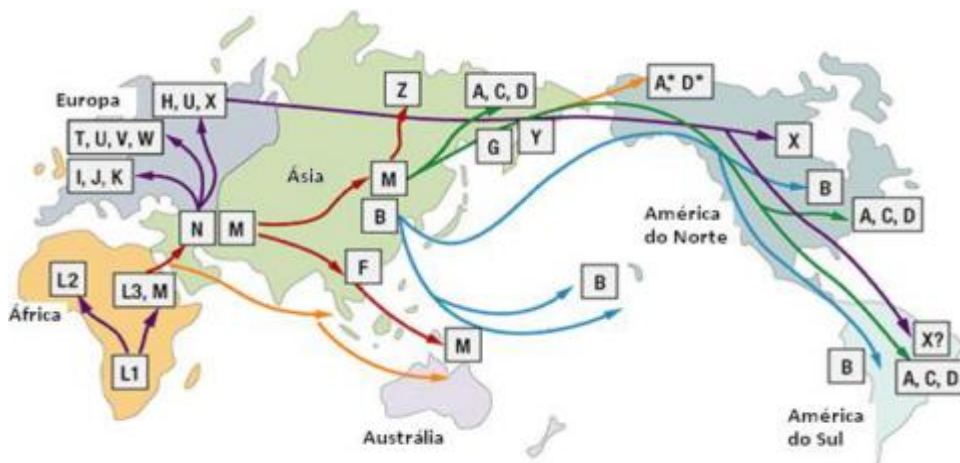 Europa
H, U, X
T, U, V, W
I, J, K
Z
A, C, D
A,* D*
G
Y
X
Ásia
M
B
B
América
do Norte
A, C, D
N
M
F
B
L2
L3, M
África
L1
M
X?
B
A, C, D
Austrália
América
do Sul